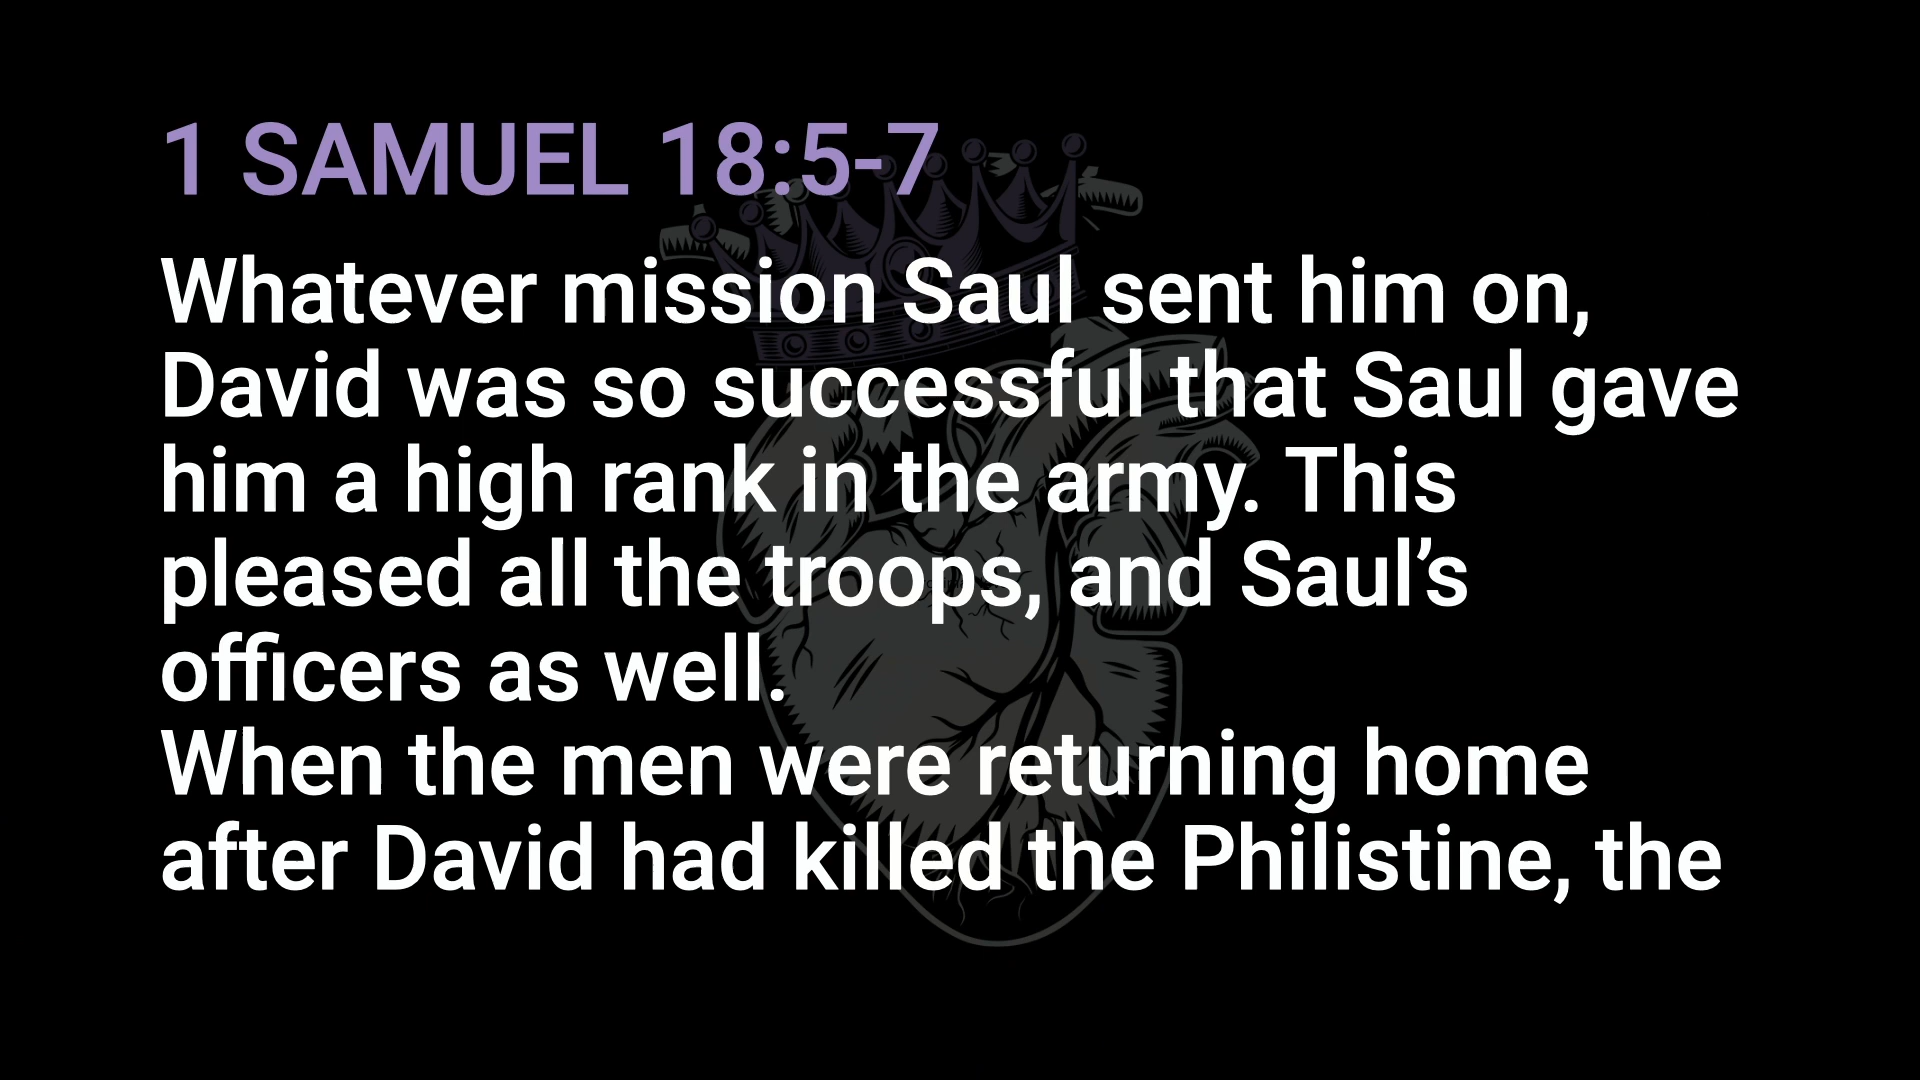 1 SAMUEL 18:5-7
Whatever mission Saul sent him on,
David was so successful that Saul gave
him a high rank in the army. This
pleased all the troops, and Saul’s
officers as well.
When the men were returning home
after David had killed the Philistine, the